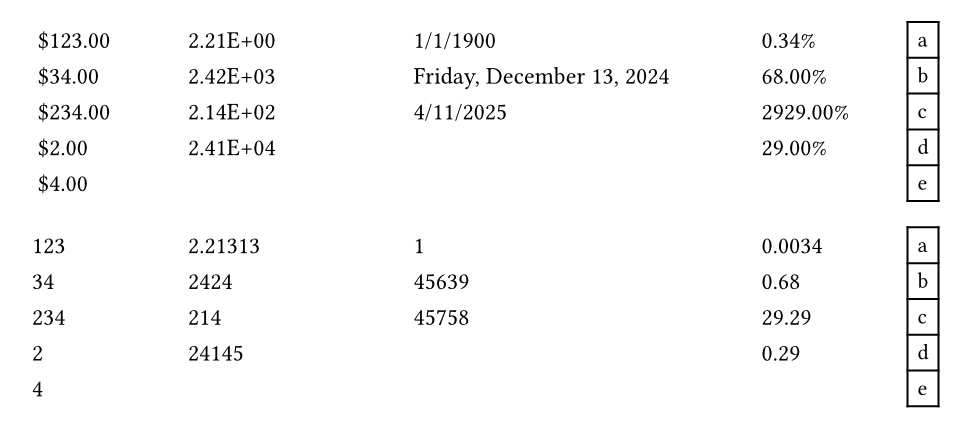 $123.00 2.21E+00 1/1/1900 0.34% a
$34.00 2.42E+03 Friday, December 13, 2024 68.00% b
$234.00 2.14E+02 4/11/2025 2929.00% c
$2.00 2.41E+04 29.00% d
$4.00 e
123 2.21313 1 0.0034 a
34 2424 45639 0.68 b
234 214 45758 29.29 c
2 24145 0.29 d
4 e